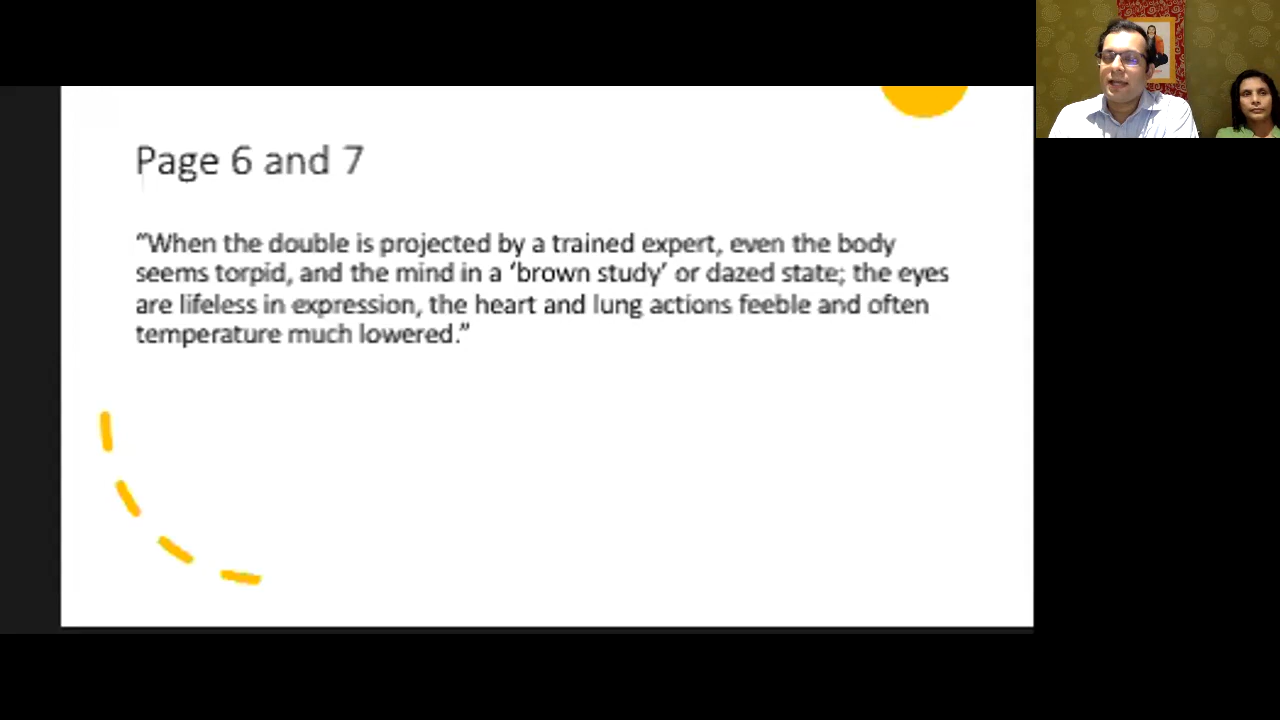 Page 6 and 7
“When the double is projected by a trained expert, even the body
seems torpid, and the mind in a ‘brown study’ or dazed state; the eyes
are lifeless in expression, the heart and lung actions feeble and often
temperature much lowered.”